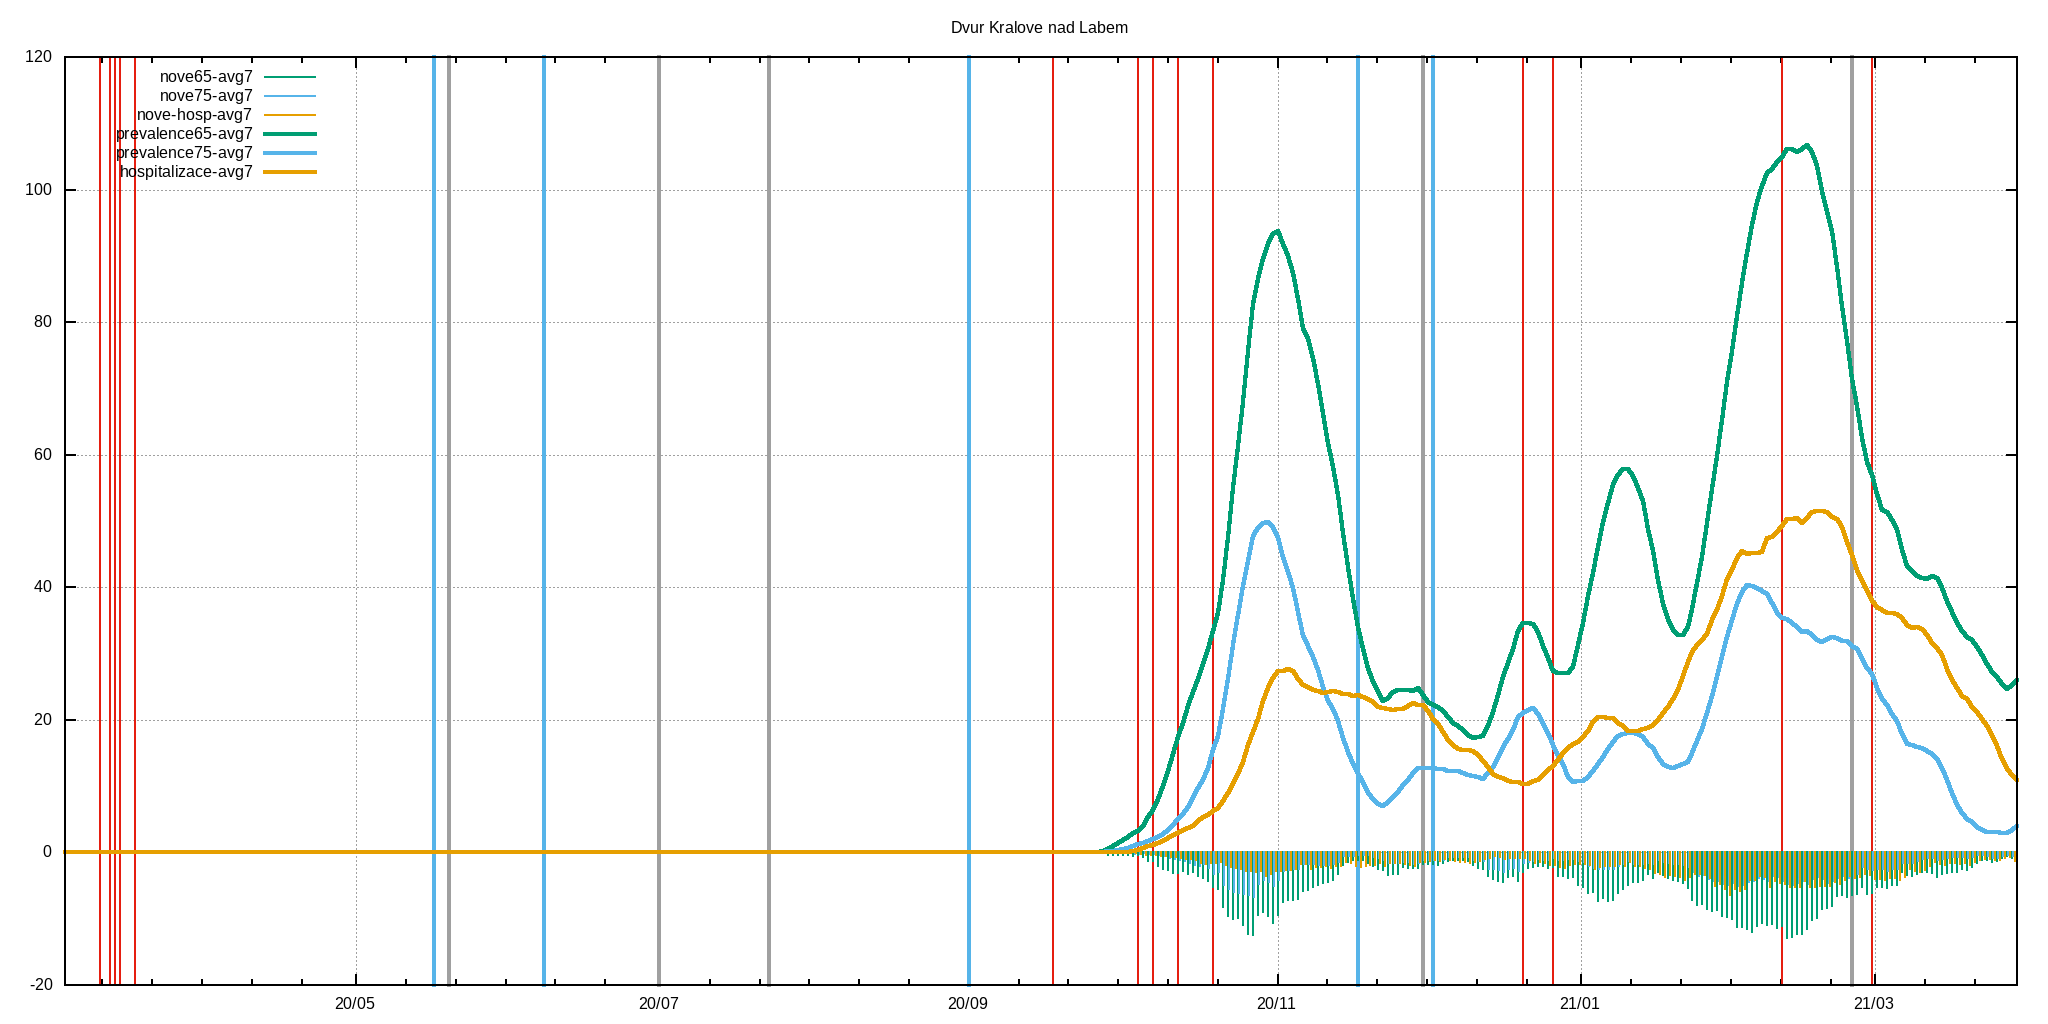 Dvur Kralove nad Labem
120
100
80
60
40
20
0
-20
nove65-avg7
nove75-avg7
nove-hosp-avg7
prevalence65-avg7
prevalence75-avg7
hospitalizace-avg7
20/05 20/07 20/09 20/11 21/01 21/03